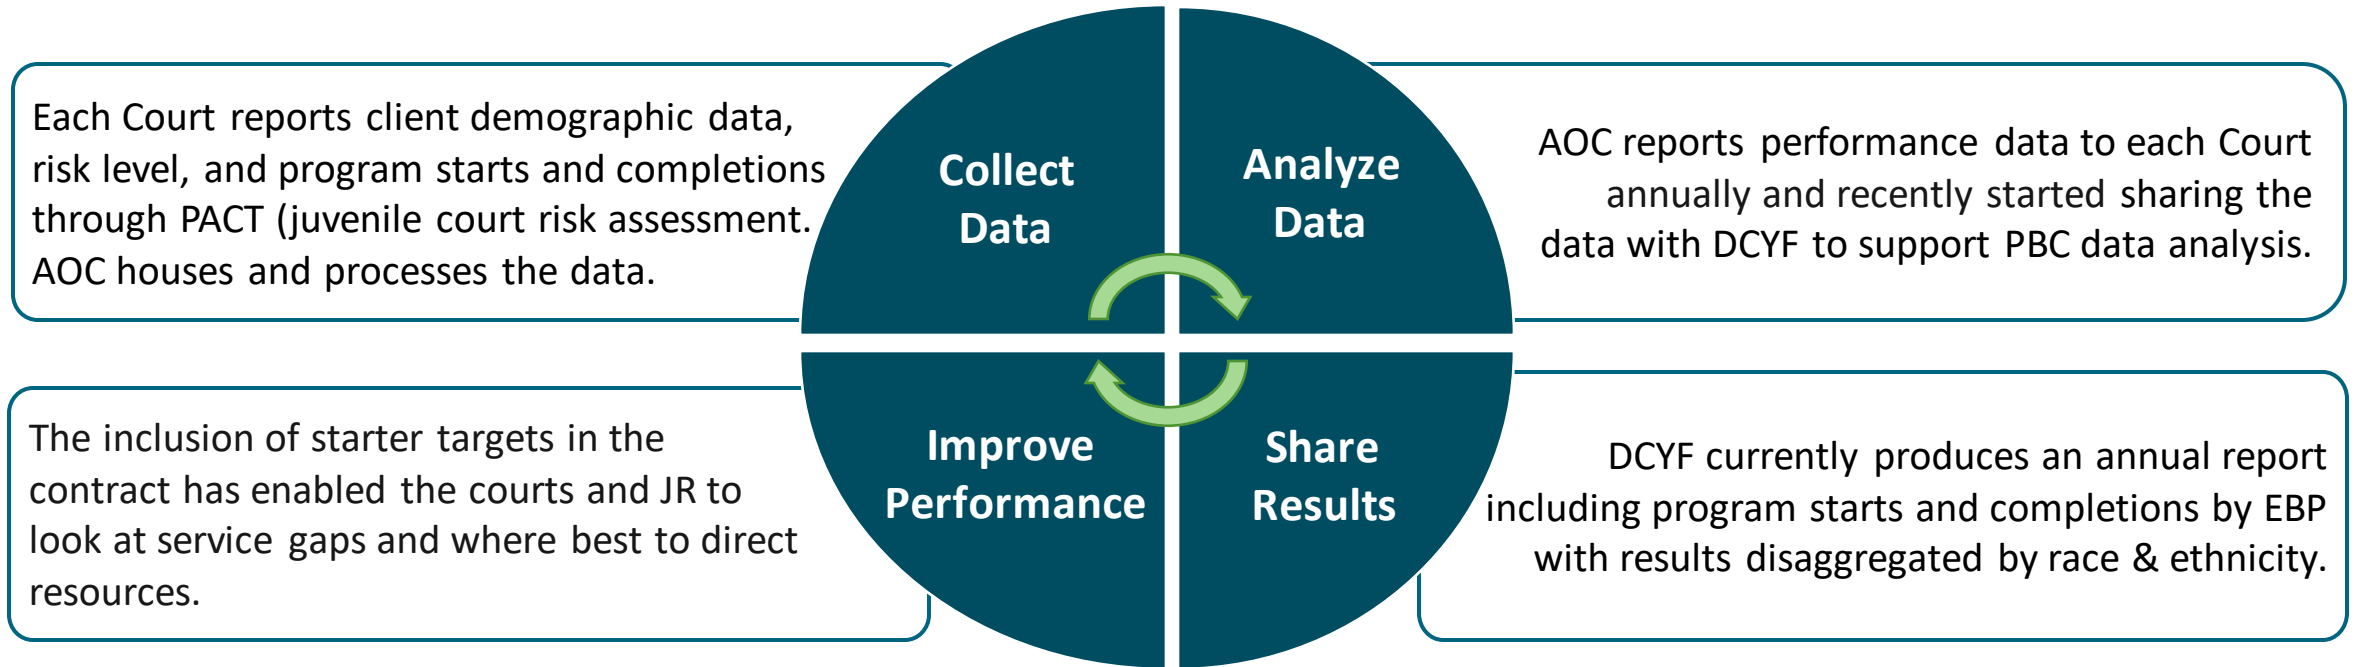 Each Court reports client demographic data,
risk level, and program starts and completions
through PACT (juvenile court risk assessment.
AOC houses and processes the data.
Collect
Data
Analyze
Data
AOC reports performance data to each Court
annually and recently started sharing the
data with DCYF to support PBC data analysis.
The inclusion of starter targets in the
contract has enabled the courts and JR to
look at service gaps and where best to direct
resources.
Improve
Performance
Share
Results
DCYF currently produces an annual report
including program starts and completions by EBP
with results disaggregated by race & ethnicity.